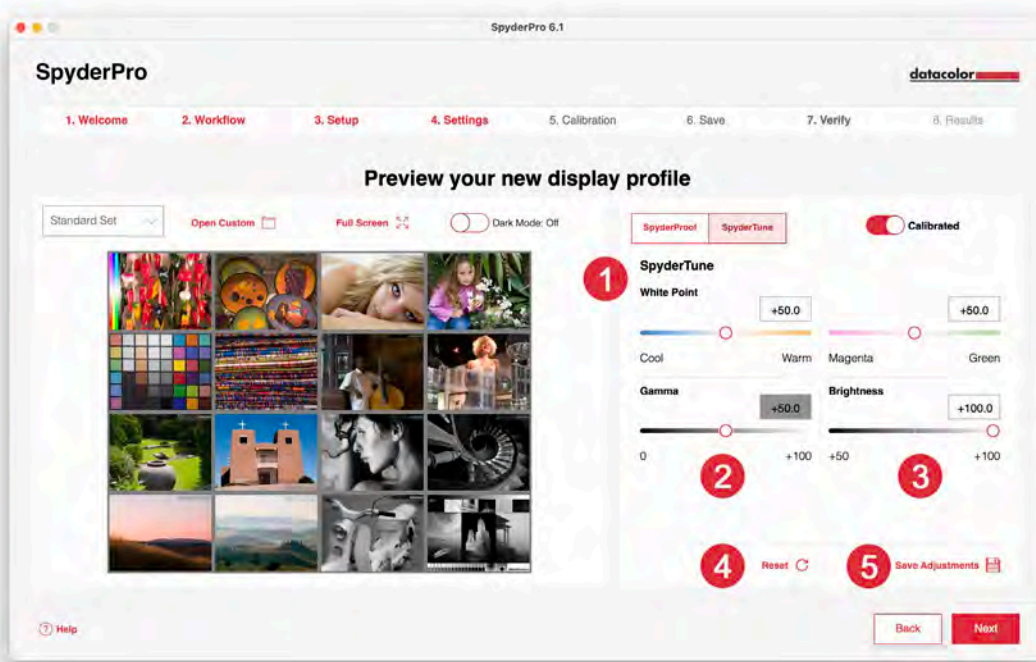 SpyderPro 6.1
SpyderPro
datacolor
1. Welcome 2. Workflow 3. Setup 4. Settings 5. Calibration 6. Save 7. Verify 8. Results
Preview your new display profile
Standard Set Open Custom Full Screen Dark Mode: Off
SpyderProof SpyderTune Calibrated
1 SpyderTune
White Point
+50.0 +50.0
Cool Warm Magenta Green
Gamma Brightness
+50.0 +100.0
0 +100 +50 +100
2 3
4 Reset 5 Save Adjustments
? Help Back Next